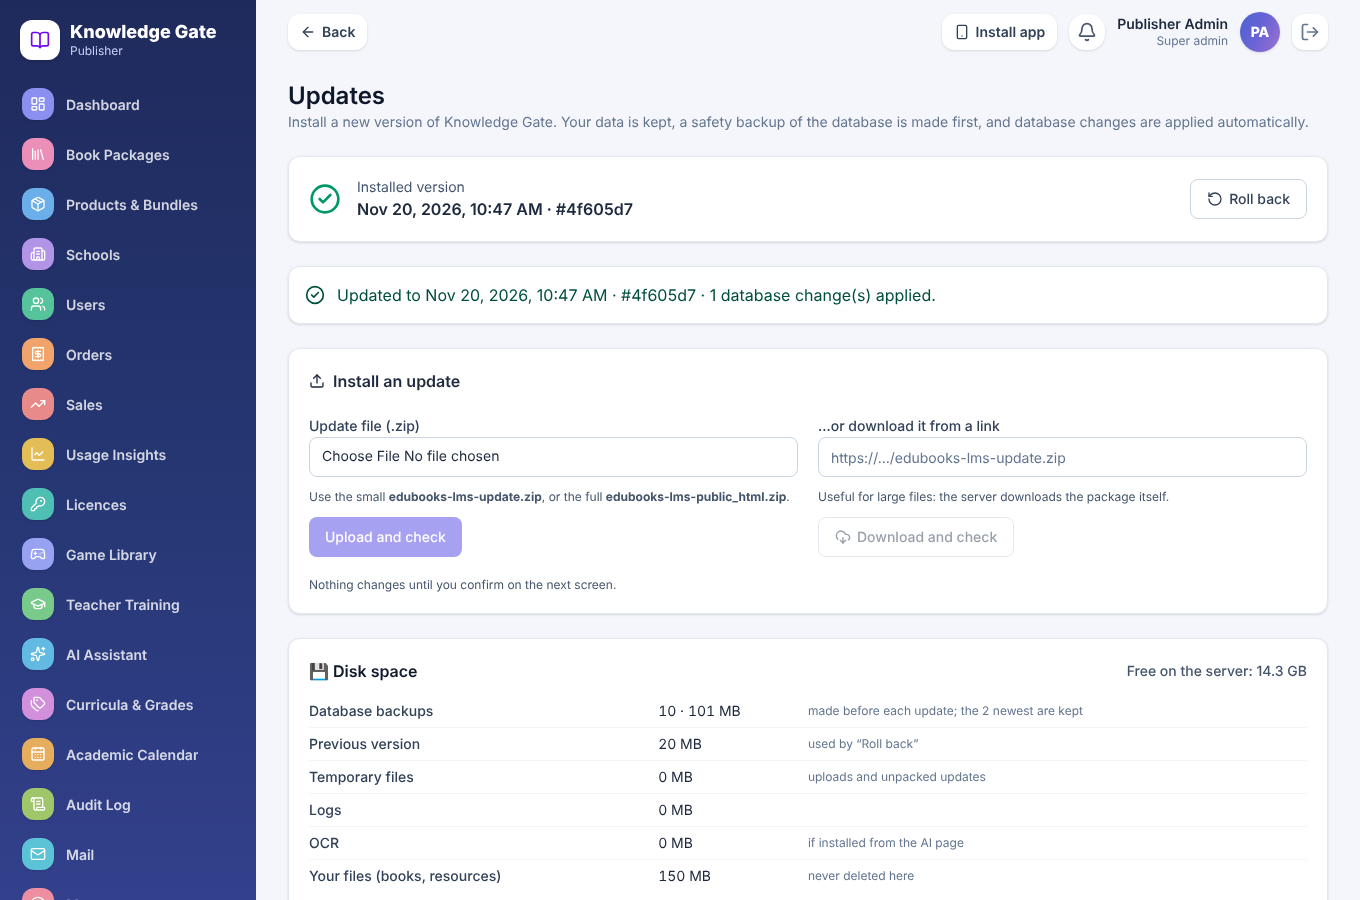 Knowledge Gate
Publisher
Dashboard
Book Packages
Products & Bundles
Schools
Users
Orders
Sales
Usage Insights
Licences
Game Library
Teacher Training
AI Assistant
Curricula & Grades
Academic Calendar
Audit Log
Mail
Back
Install app
Publisher Admin
Super admin
PA
Updates
Install a new version of Knowledge Gate. Your data is kept, a safety backup of the database is made first, and database changes are applied automatically.
Installed version
Nov 20, 2026, 10:47 AM · #4f605d7
Roll back
Updated to Nov 20, 2026, 10:47 AM · #4f605d7 · 1 database change(s) applied.
Install an update
Update file (.zip)
Choose File No file chosen
Use the small edubooks-lms-update.zip, or the full edubooks-lms-public_html.zip.
Upload and check
...or download it from a link
https://.../edubooks-lms-update.zip
Useful for large files: the server downloads the package itself.
Download and check
Nothing changes until you confirm on the next screen.
Disk space
Free on the server: 14.3 GB
Database backups 10 · 101 MB made before each update; the 2 newest are kept
Previous version 20 MB used by “Roll back”
Temporary files 0 MB uploads and unpacked updates
Logs 0 MB
OCR 0 MB if installed from the AI page
Your files (books, resources) 150 MB never deleted here